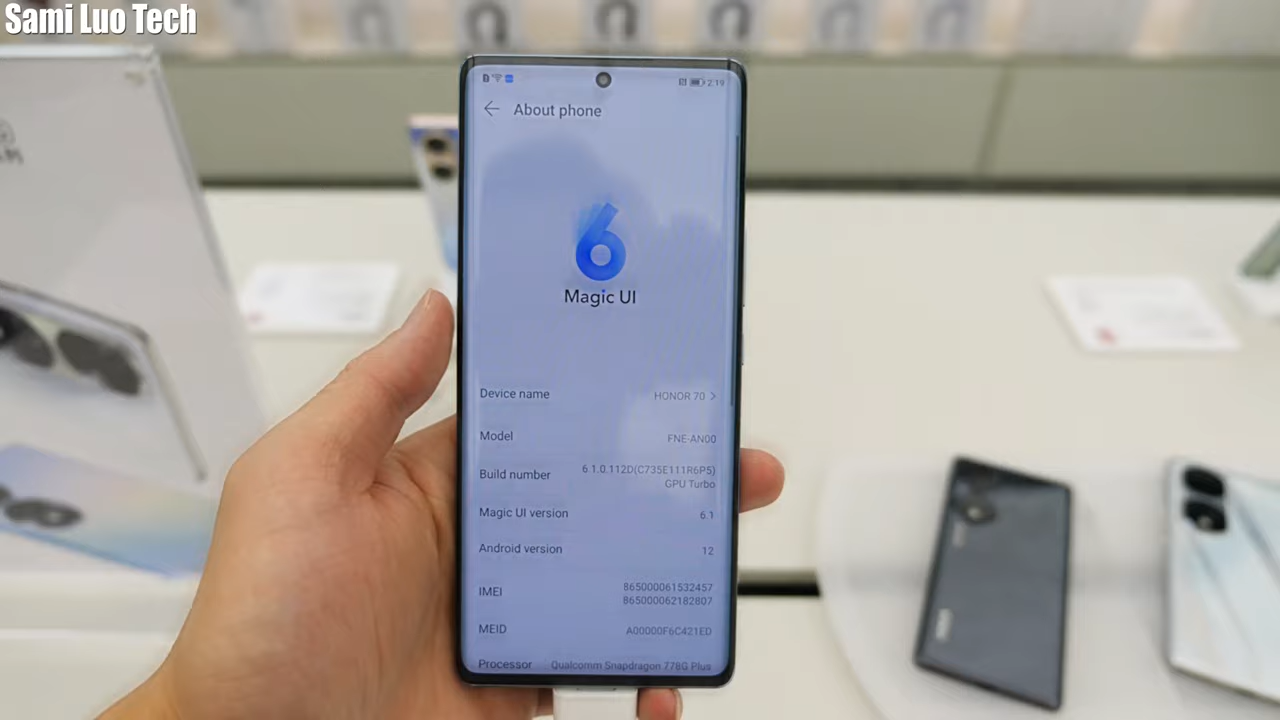 Sami Luo Tech
2:19
About phone
6
Magic UI
Device name HONOR 70
Model FNE-AN00
Build number 6.1.0.112D(C735E111R6P5)
GPU Turbo
Magic UI version 6.1
Android version 12
IMEI 865000061532457
865000062182807
MEID A00000F6C421ED
Processor Qualcomm Snapdragon 778G Plus